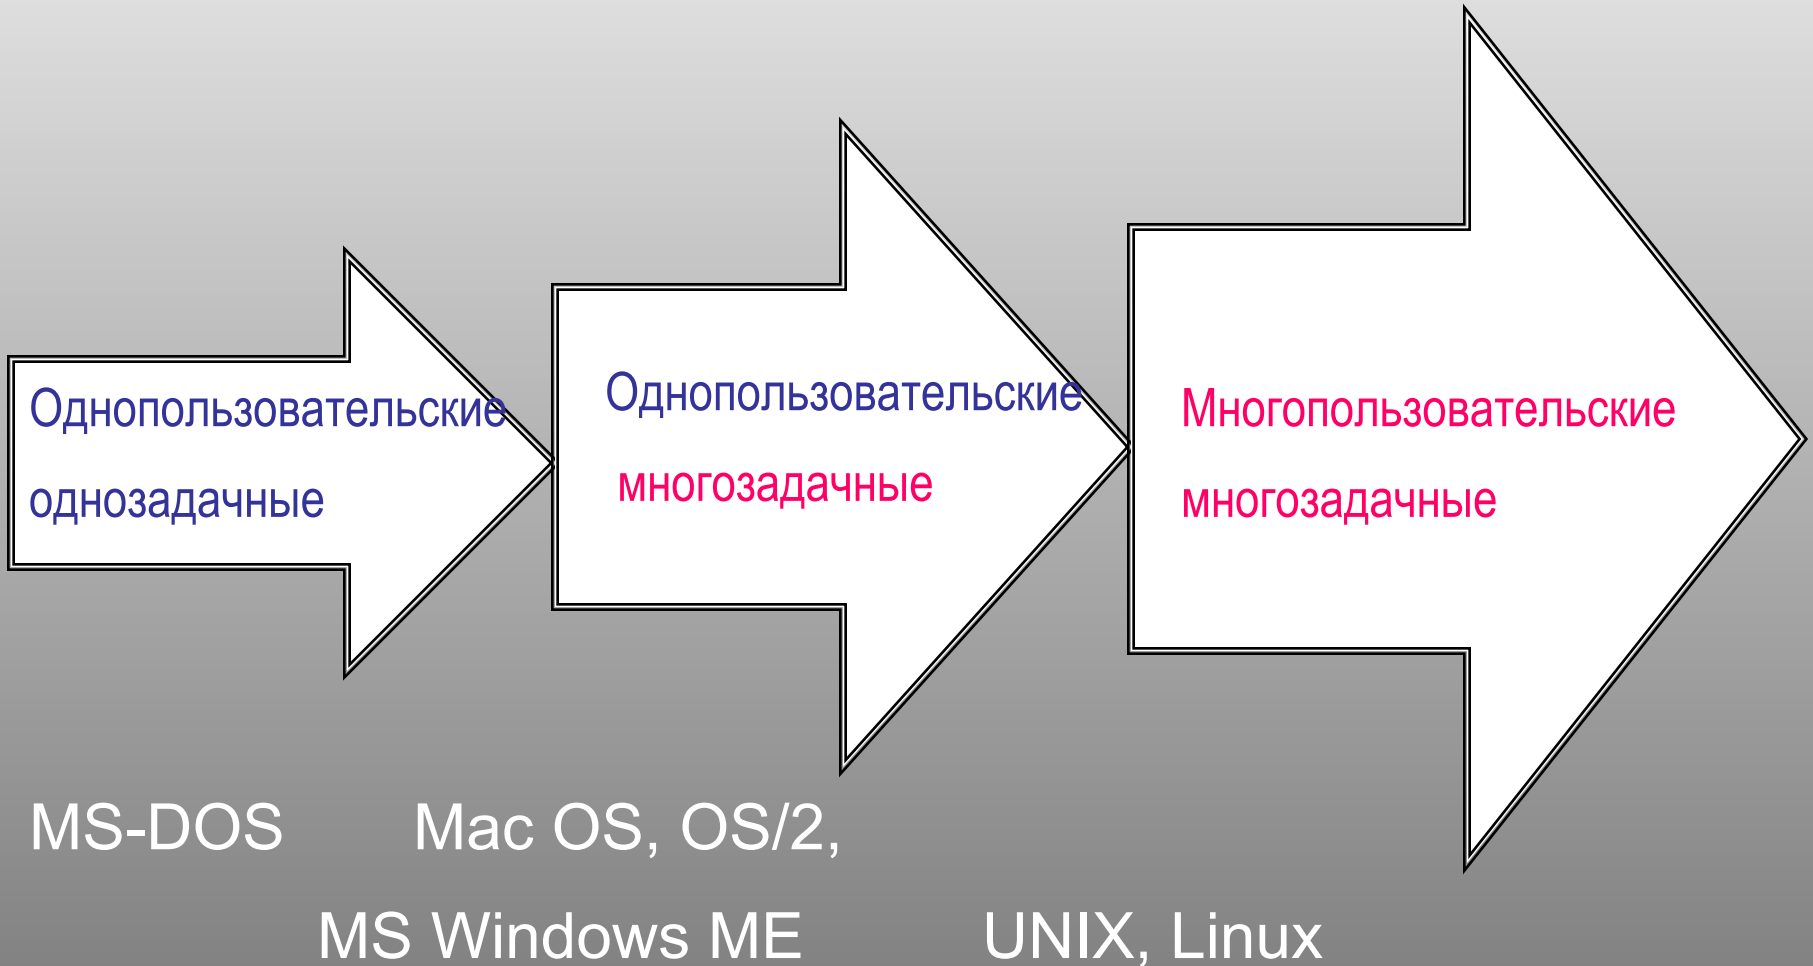 Однопользовательские
однозадачные
Однопользовательские
многозадачные
Многопользовательские
многозадачные
MS-DOS Mac OS, OS/2,
MS Windows ME UNIX, Linux